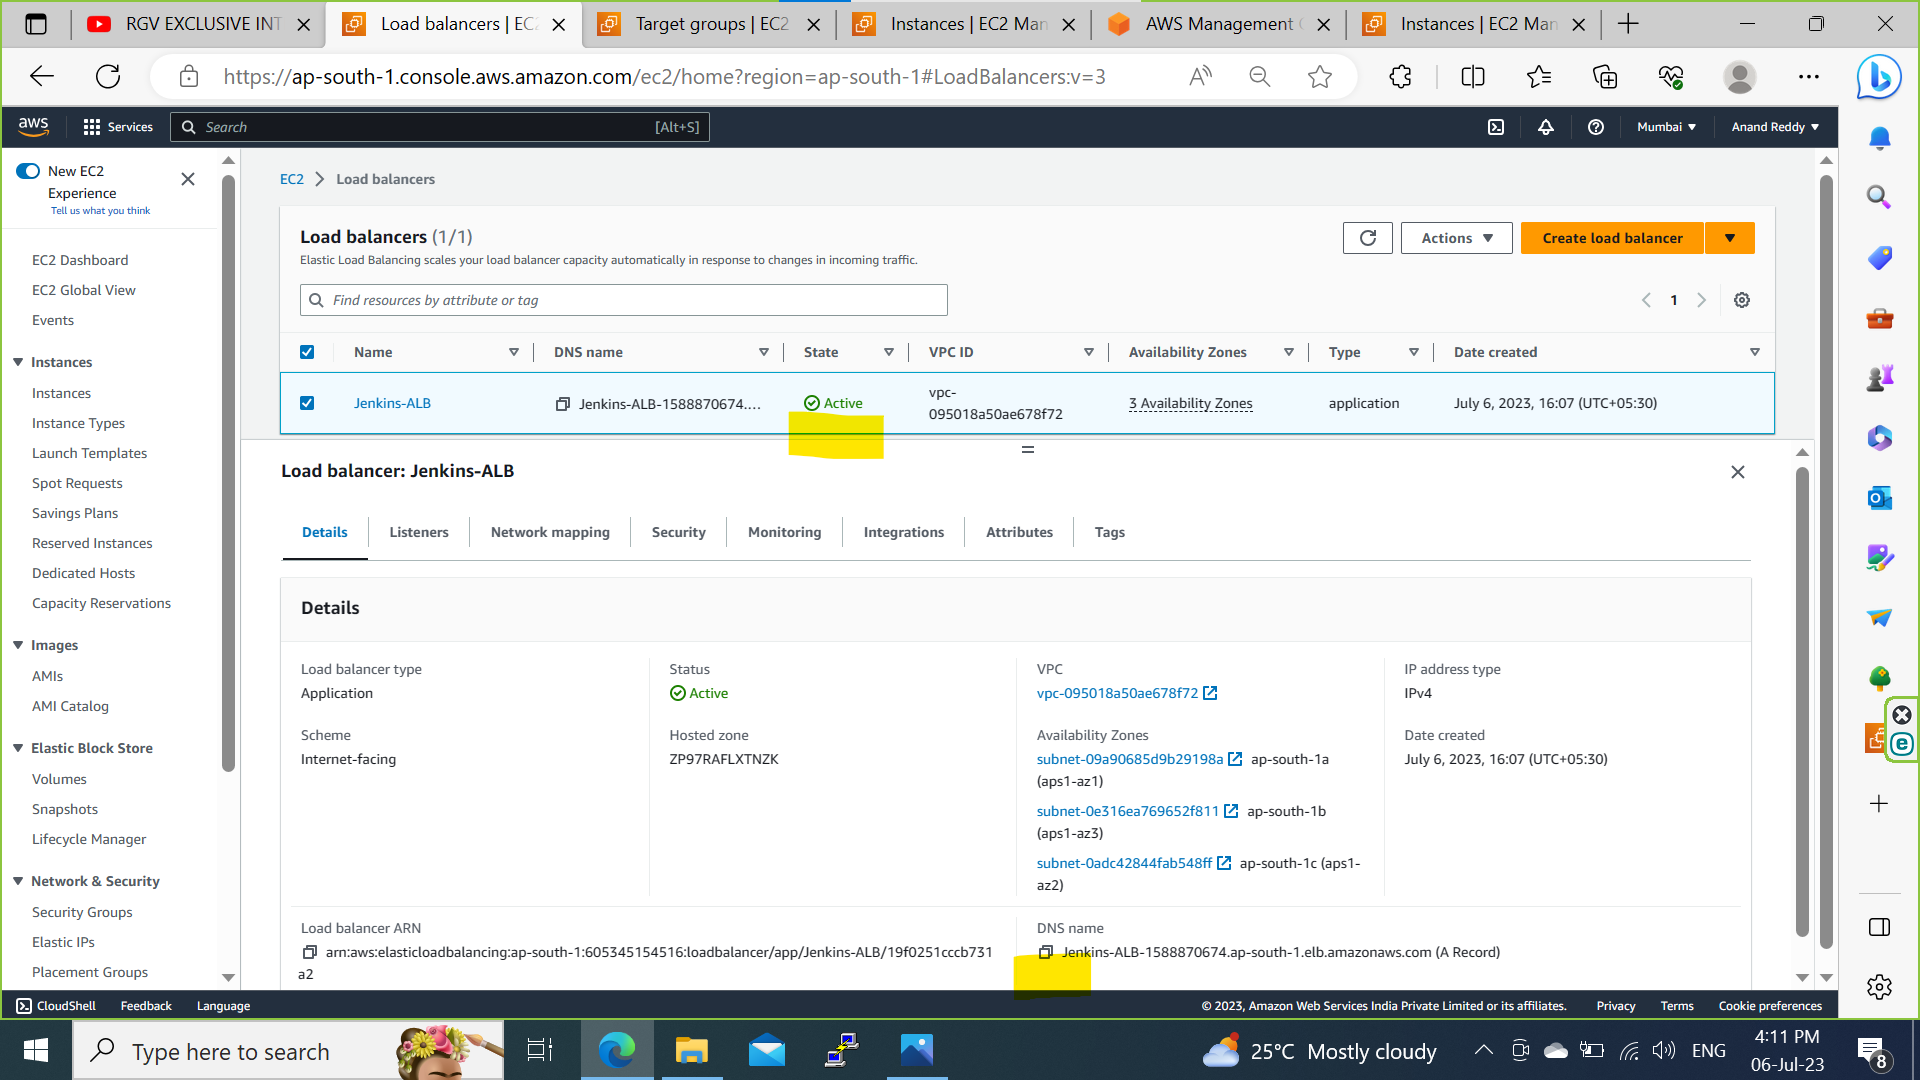 RGV EXCLUSIVE INT
Load balancers | EC
Target groups | EC2
Instances | EC2 Man
AWS Management C
Instances | EC2 Man
https://ap-south-1.console.aws.amazon.com/ec2/home?region=ap-south-1#LoadBalancers:v=3
aws
Services
Search
[Alt+S]
Mumbai
Anand Reddy
New EC2
Experience
Tell us what you think
EC2 Dashboard
EC2 Global View
Events
Instances
Instances
Instance Types
Launch Templates
Spot Requests
Savings Plans
Reserved Instances
Dedicated Hosts
Capacity Reservations
Images
AMIs
AMI Catalog
Elastic Block Store
Volumes
Snapshots
Lifecycle Manager
Network & Security
Security Groups
Elastic IPs
Placement Groups
EC2 > Load balancers
Load balancers (1/1)
Elastic Load Balancing scales your load balancer capacity automatically in response to changes in incoming traffic.
Actions
Create load balancer
Find resources by attribute or tag
1
Name
DNS name
State
VPC ID
Availability Zones
Type
Date created
Jenkins-ALB
Jenkins-ALB-1588870674....
Active
vpc-
095018a50ae678f72
3 Availability Zones
application
July 6, 2023, 16:07 (UTC+05:30)
Load balancer: Jenkins-ALB
Details
Listeners
Network mapping
Security
Monitoring
Integrations
Attributes
Tags
Details
Load balancer type
Application
Status
Active
VPC
vpc-095018a50ae678f72
IP address type
IPv4
Scheme
Internet-facing
Hosted zone
ZP97RAFLXTNZK
Availability Zones
subnet-09a90685d9b29198a ap-south-1a
(aps1-az1)
subnet-0e316ea769652f811 ap-south-1b
(aps1-az3)
subnet-0adc42844fab548ff ap-south-1c (aps1-
az2)
Date created
July 6, 2023, 16:07 (UTC+05:30)
Load balancer ARN
arn:aws:elasticloadbalancing:ap-south-1:605345154516:loadbalancer/app/Jenkins-ALB/19f0251cccb731
a2
DNS name
Jenkins-ALB-1588870674.ap-south-1.elb.amazonaws.com (A Record)
CloudShell
Feedback
Language
© 2023, Amazon Web Services India Private Limited or its affiliates.
Privacy
Terms
Cookie preferences
Type here to search
25°C Mostly cloudy
ENG
4:11 PM
06-Jul-23
8